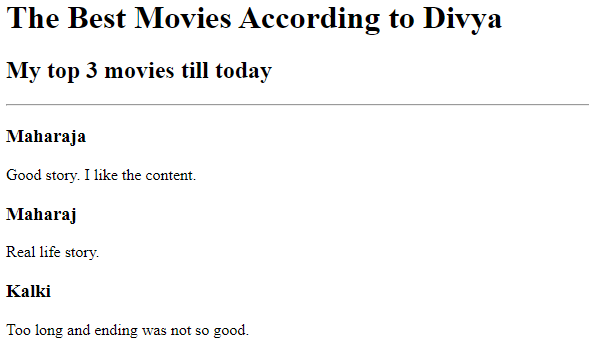 The Best Movies According to Divya
My top 3 movies till today
Maharaja
Good story. I like the content.
Maharaj
Real life story.
Kalki
Too long and ending was not so good.